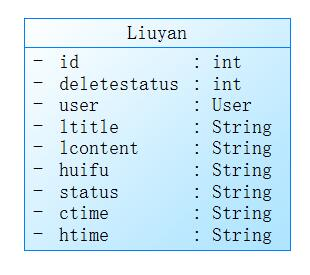 Liuyan
- id : int
- deletestatus : int
- user : User
- ltitle : String
- lcontent : String
- huifu : String
- status : String
- ctime : String
- htime : String